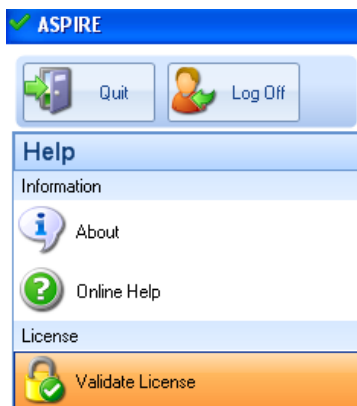 ASPIRE
Quit Log Off
Help
Information
About
Online Help
License
Validate License